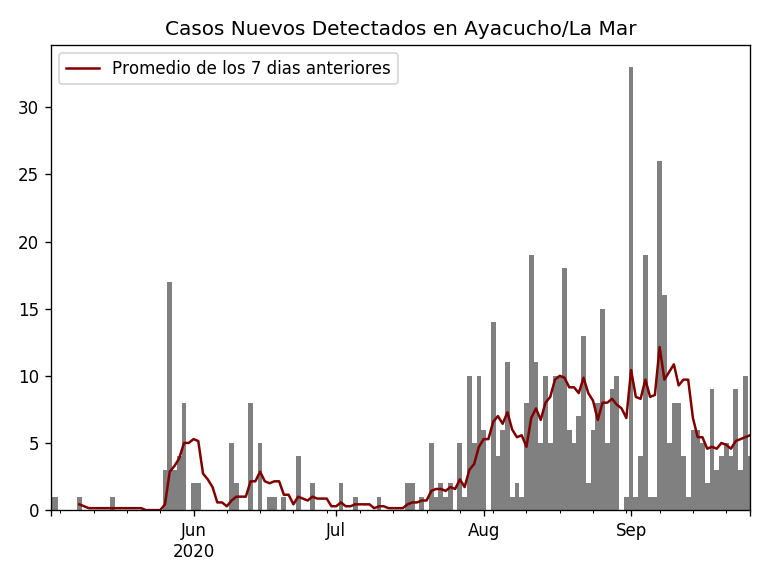 Casos Nuevos Detectados en Ayacucho/La Mar
Promedio de los 7 dias anteriores
30
25
20
15
10
5
0
Jun Jul Aug Sep
2020